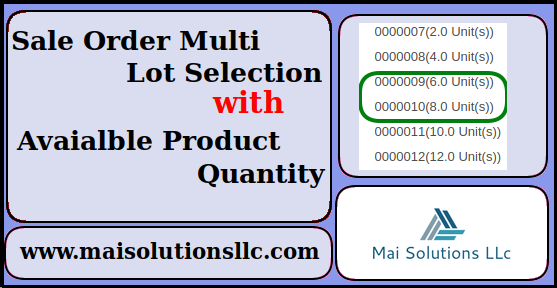 Sale Order Multi
Lot Selection
with
Avaialble Product
Quantity
www.maisolutionsllc.com
0000007(2.0 Unit(s))
0000008(4.0 Unit(s))
0000009(6.0 Unit(s))
0000010(8.0 Unit(s))
0000011(10.0 Unit(s))
0000012(12.0 Unit(s))
Mai Solutions LLc